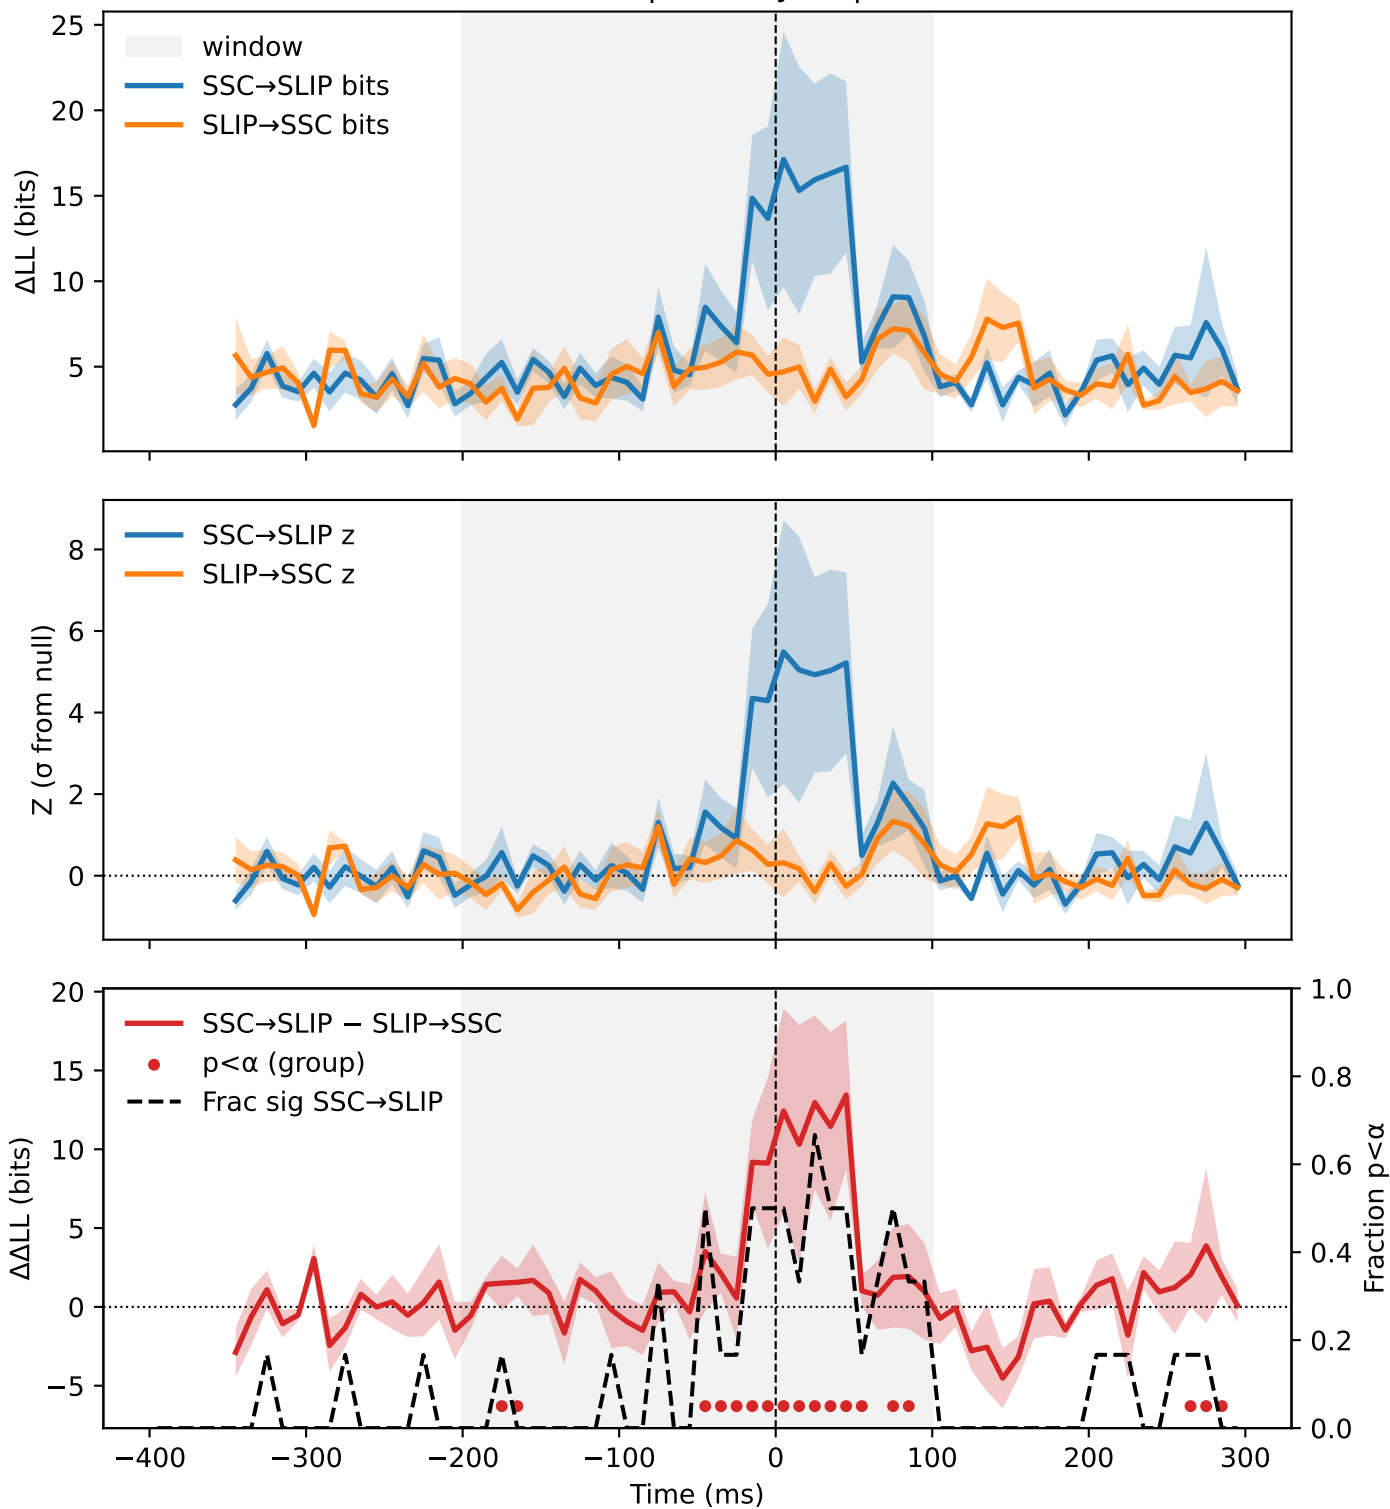 25
20
15
10
5
ΔLL (bits)
window
SSC→SLIP bits
SLIP→SSC bits
8
6
4
2
0
Z (σ from null)
SSC→SLIP z
SLIP→SSC z
20
15
10
5
0
−5
ΔΔLL (bits)
SSC→SLIP − SLIP→SSC
p<α (group)
Frac sig SSC→SLIP
1.0
0.8
0.6
0.4
0.2
0.0
Fraction p<α
−400 −300 −200 −100 0 100 200 300
Time (ms)